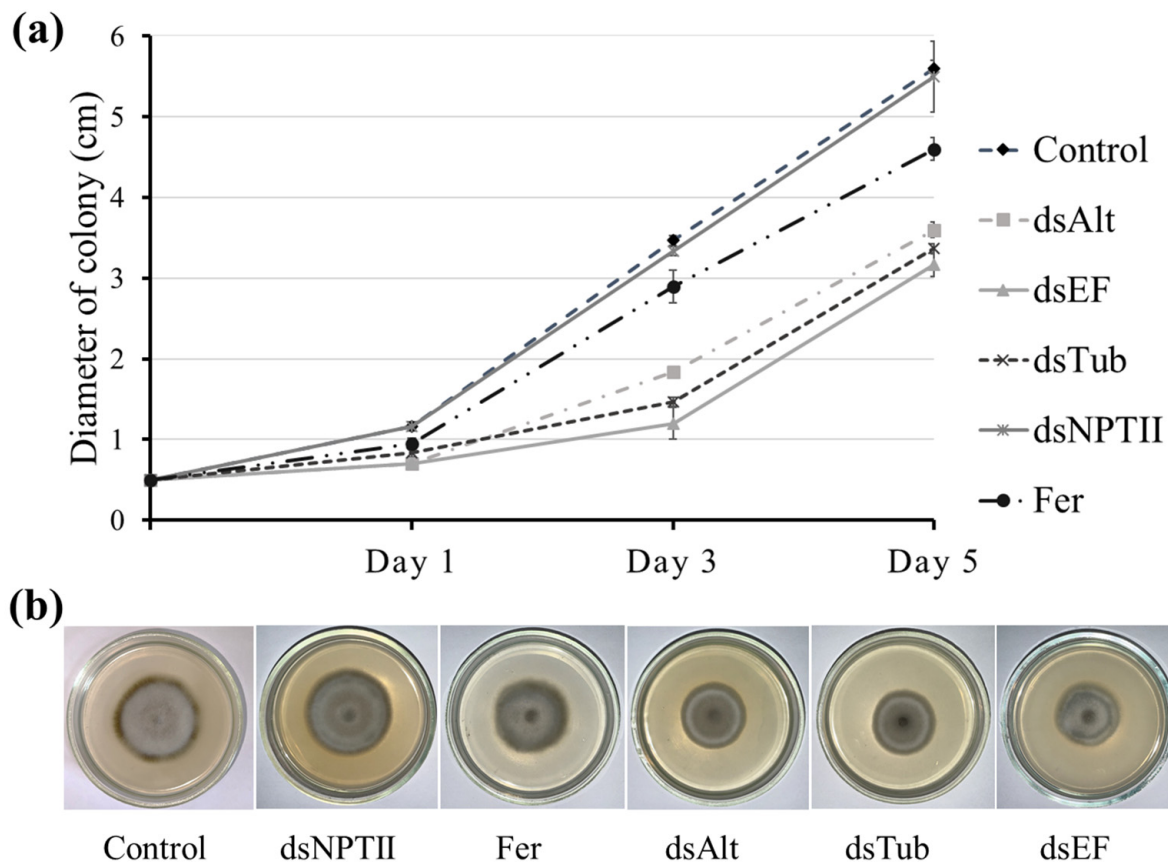 (a)
Diameter of colony (cm)
6
5
4
3
2
1
0
Day 1 Day 3 Day 5
Control
dsAlt
dsEF
dsTub
dsNPTII
Fer
(b)
Control dsNPTII Fer dsAlt dsTub dsEF